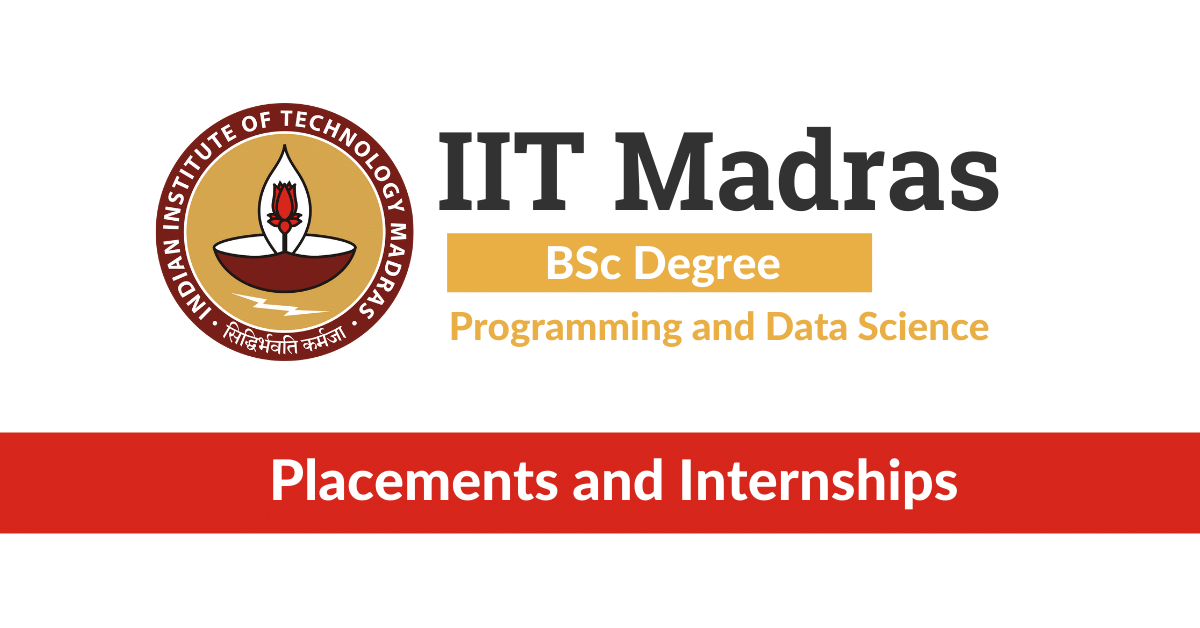 INDIAN INSTITUTE OF TECHNOLOGY MADRAS
सिद्धिर्भवति कर्मजा
IIT Madras
BSc Degree
Programming and Data Science
Placements and Internships